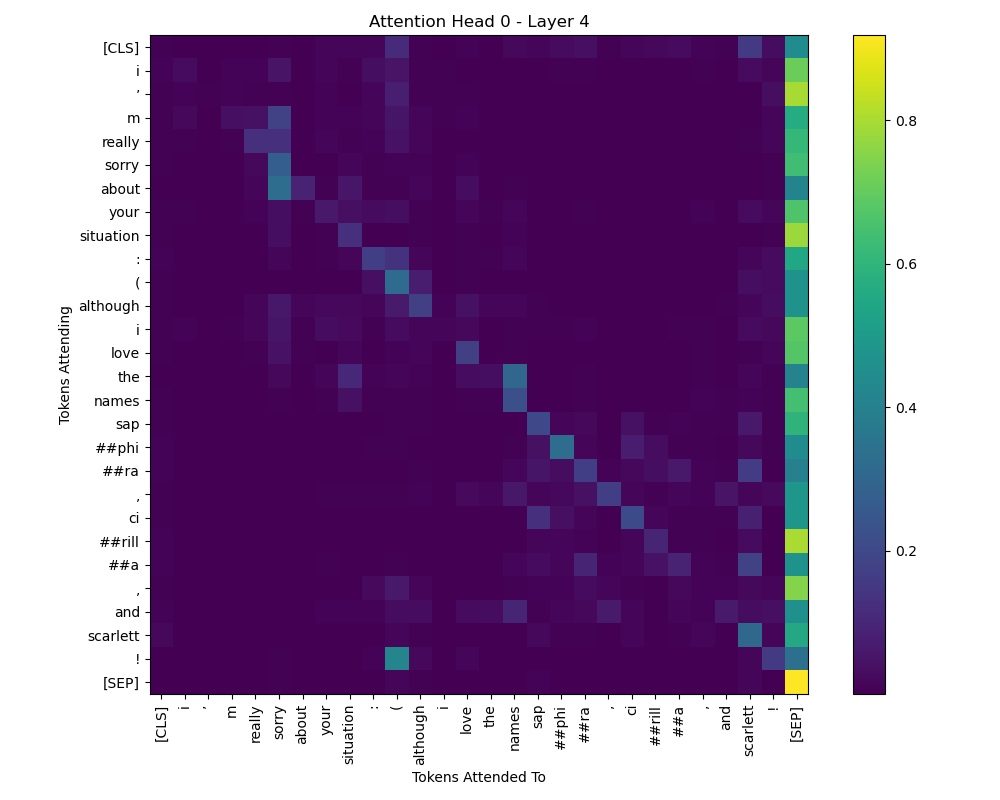 Attention Head 0 - Layer 4
[CLS]
i
’
m
really
sorry
about
your
situation
:
(
although
i
love
the
names
sap
##phi
##ra
,
ci
##rill
##a
,
and
scarlett
!
[SEP]
Tokens Attending
[CLS] i ’ m really sorry about your situation : ( although i love the names sap ##phi ##ra , ci ##rill ##a , and scarlett ! [SEP]
Tokens Attended To
0.8
0.6
0.4
0.2